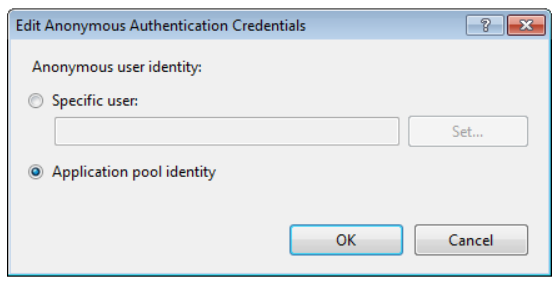 Edit Anonymous Authentication Credentials
?
Anonymous user identity:
Specific user:
Set...
Application pool identity
OK
Cancel